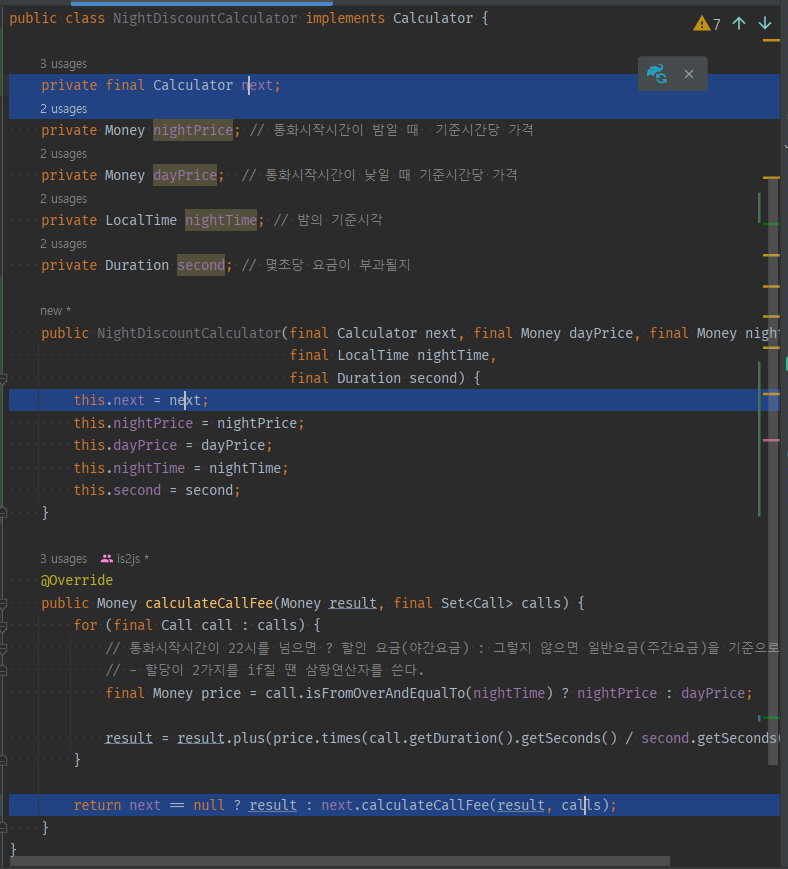 public class NightDiscountCalculator implements Calculator {
7
3 usages
private final Calculator next;
2 usages
private Money nightPrice; // 통화시작시간이 밤일 때 기준시간당 가격
2 usages
private Money dayPrice; // 통화시작시간이 낮일 때 기준시간당 가격
2 usages
private LocalTime nightTime; // 밤의 기준시각
2 usages
private Duration second; // 몇초당 요금이 부과될지
new *
public NightDiscountCalculator(final Calculator next, final Money dayPrice, final Money nigh
final LocalTime nightTime,
final Duration second) {
this.next = next;
this.nightPrice = nightPrice;
this.dayPrice = dayPrice;
this.nightTime = nightTime;
this.second = second;
}
3 usages is2js *
@Override
public Money calculateCallFee(Money result, final Set<Call> calls) {
for (final Call call : calls) {
// 통화시작시간이 22시를 넘으면 ? 할인 요금(야간요금) : 그렇지 않으면 일반요금(주간요금)을 기준으로
// - 할당이 2가지를 if칠 땐 삼항연산자를 쓴다.
final Money price = call.isFromOverAndEqualTo(nightTime) ? nightPrice : dayPrice;
result = result.plus(price.times(call.getDuration().getSeconds() / second.getSeconds(
}
return next == null ? result : next.calculateCallFee(result, calls);
}
}